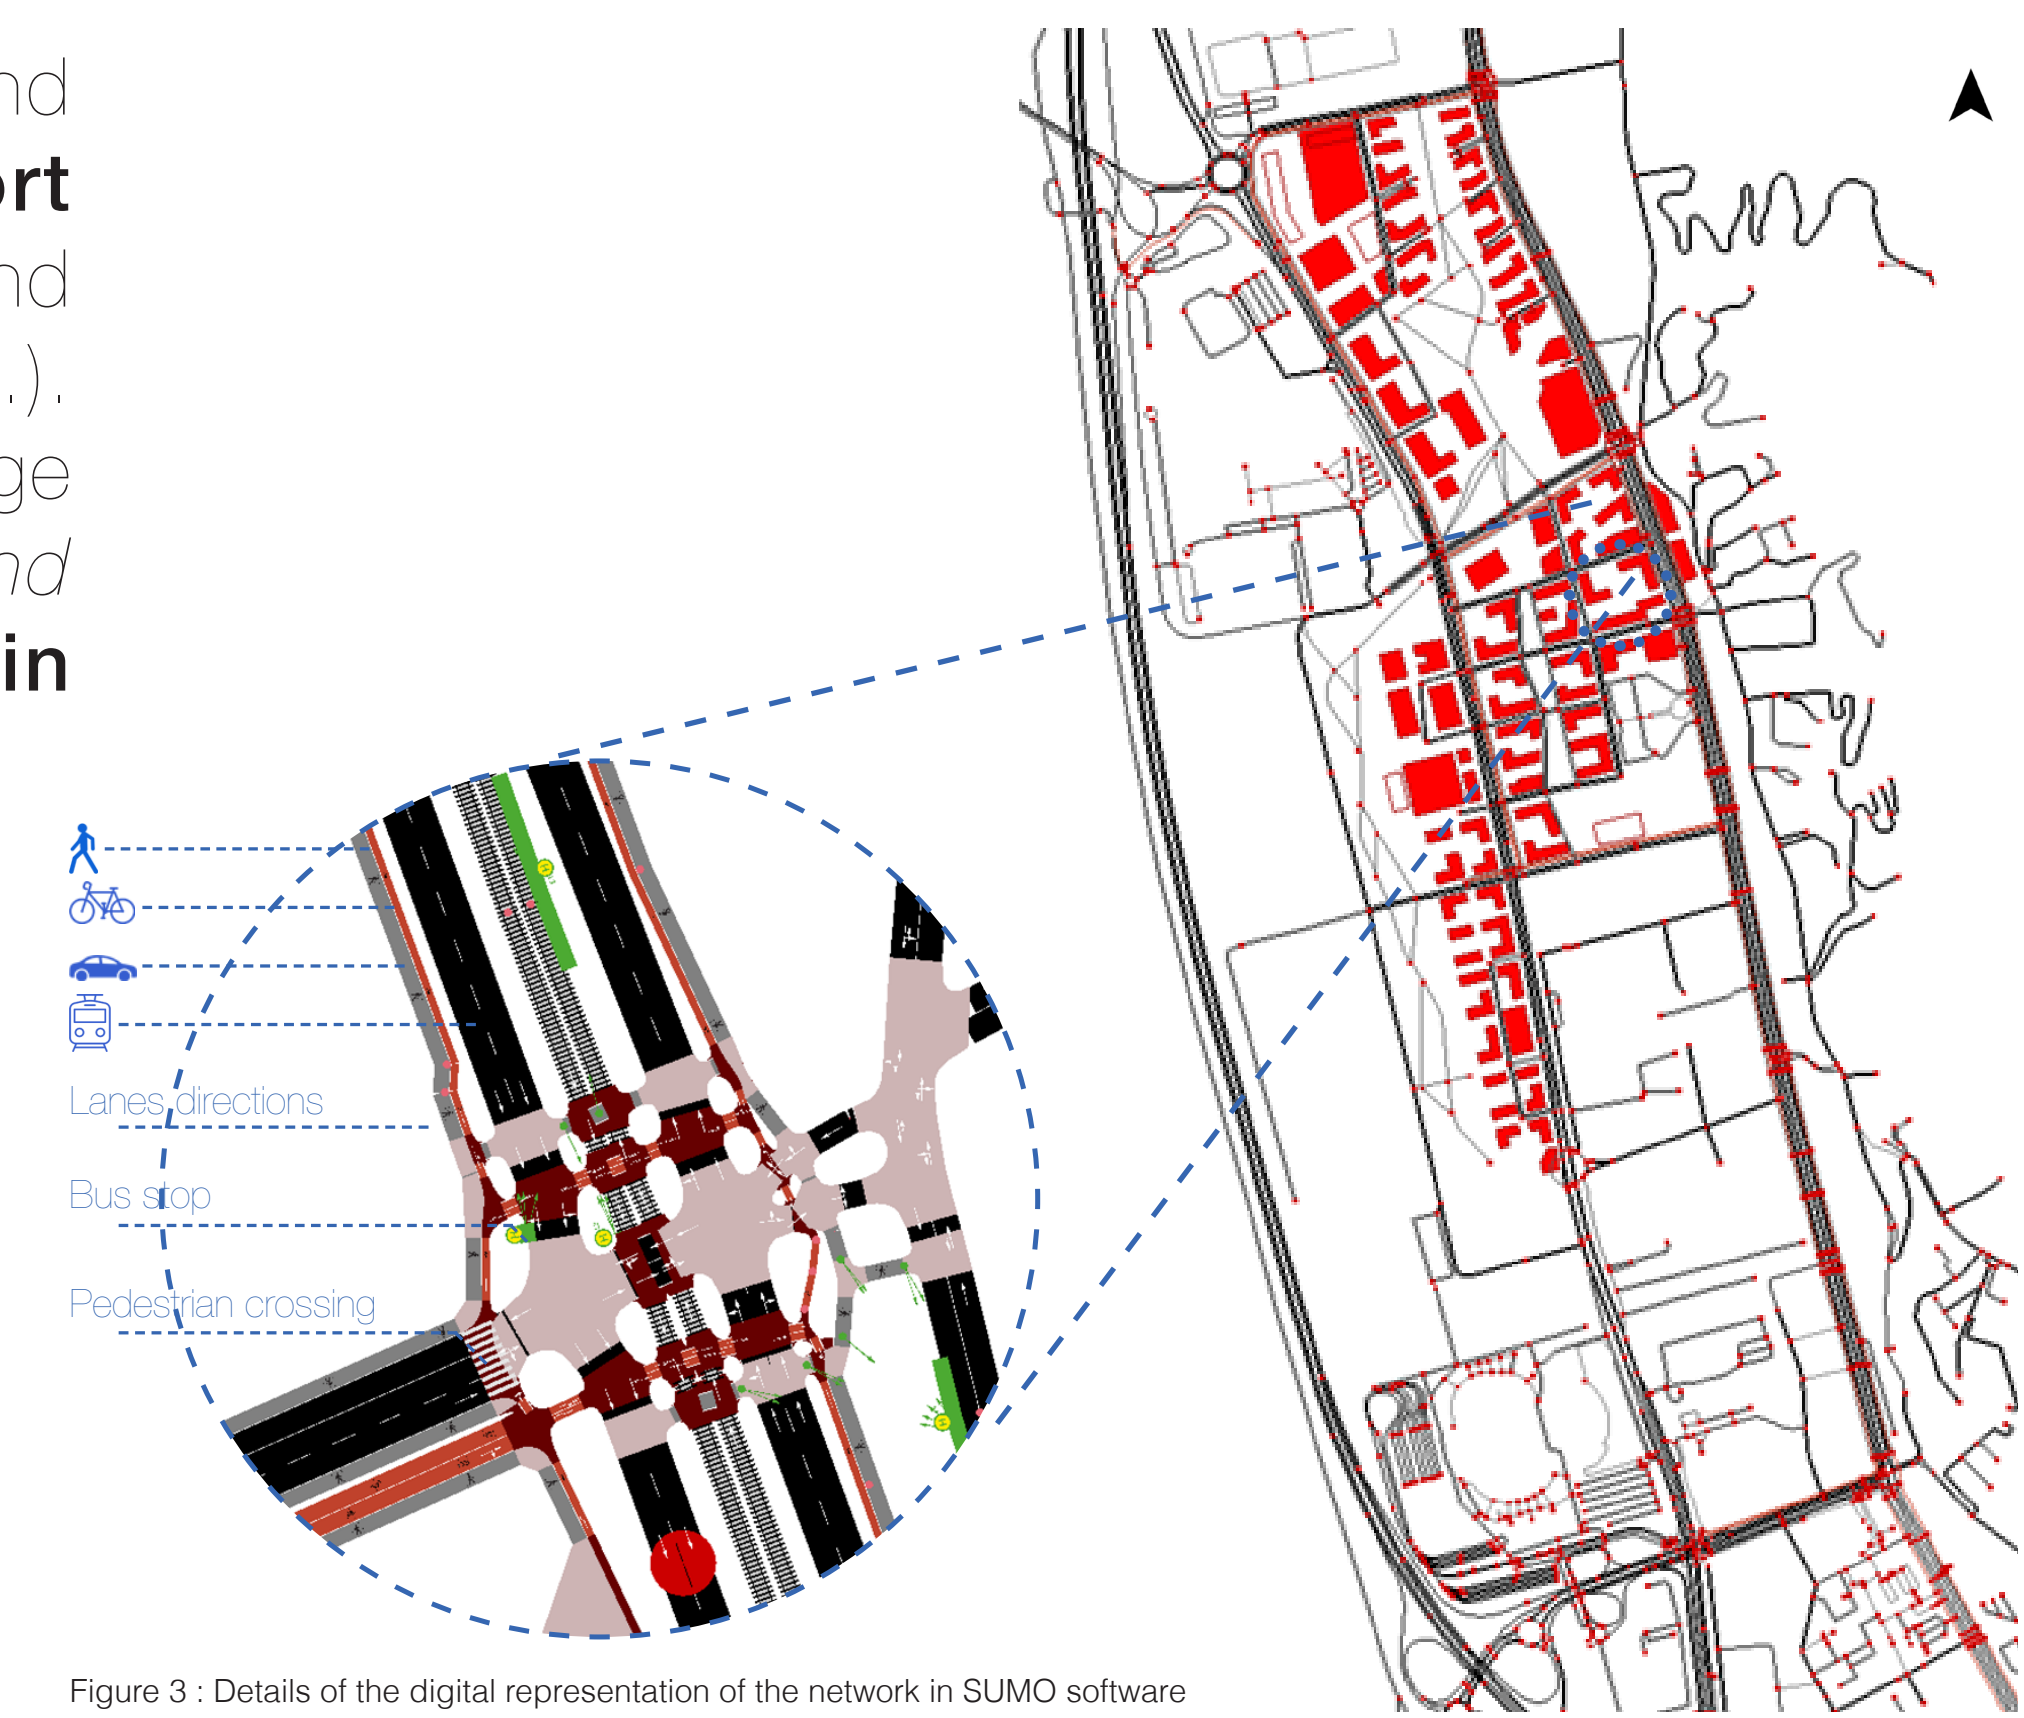 nd
ort
nd
.).
ge
nd
in
Lanes directions
Bus stop
Pedestrian crossing
Figure 3 : Details of the digital representation of the network in SUMO software